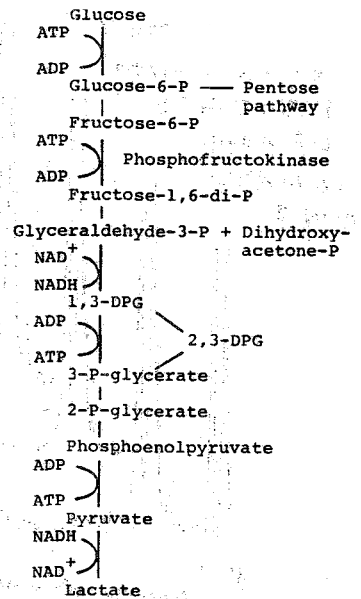 Glucose
ATP
ADP
Glucose-6-P — Pentose
pathway
Fructose-6-P
ATP
Phosphofructokinase
ADP
Fructose-1,6-di-P
Glyceraldehyde-3-P + Dihydroxy-
acetone-P
NAD+
NADH
1,3-DPG
ADP
2,3-DPG
ATP
3-P-glycerate
2-P-glycerate
Phosphoenolpyruvate
ADP
ATP
Pyruvate
NADH
NAD+
Lactate